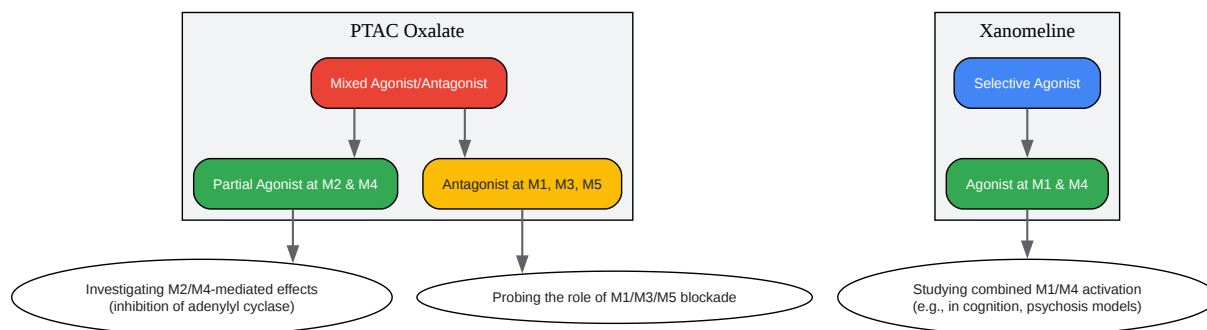 PTAC Oxalate
Mixed Agonist/Antagonist
Partial Agonist at M2 & M4
Antagonist at M1, M3, M5
Investigating M2/M4-mediated effects
(inhibition of adenylyl cyclase)
Probing the role of M1/M3/M5 blockade
Xanomeline
Selective Agonist
Agonist at M1 & M4
Studying combined M1/M4 activation
(e.g., in cognition, psychosis models)